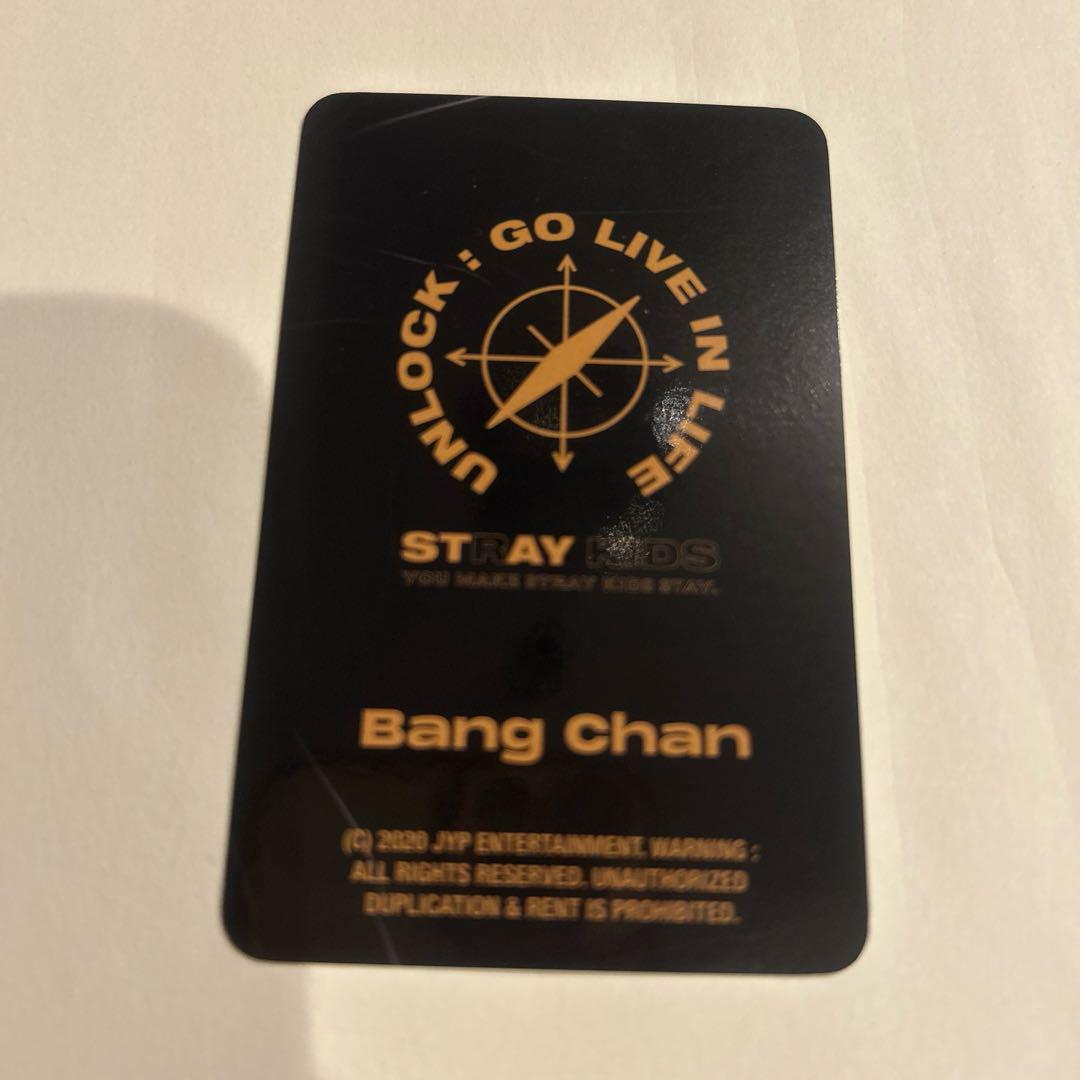 UNLOCK : GO LIVE IN LIFE
STRAY KIDS
YOU MAKE STRAY KIDS STAY.
Bang Chan
(C) 2020 JYP ENTERTAINMENT. WARNING :
ALL RIGHTS RESERVED. UNAUTHORIZED
DUPLICATION & RENT IS PROHIBITED.